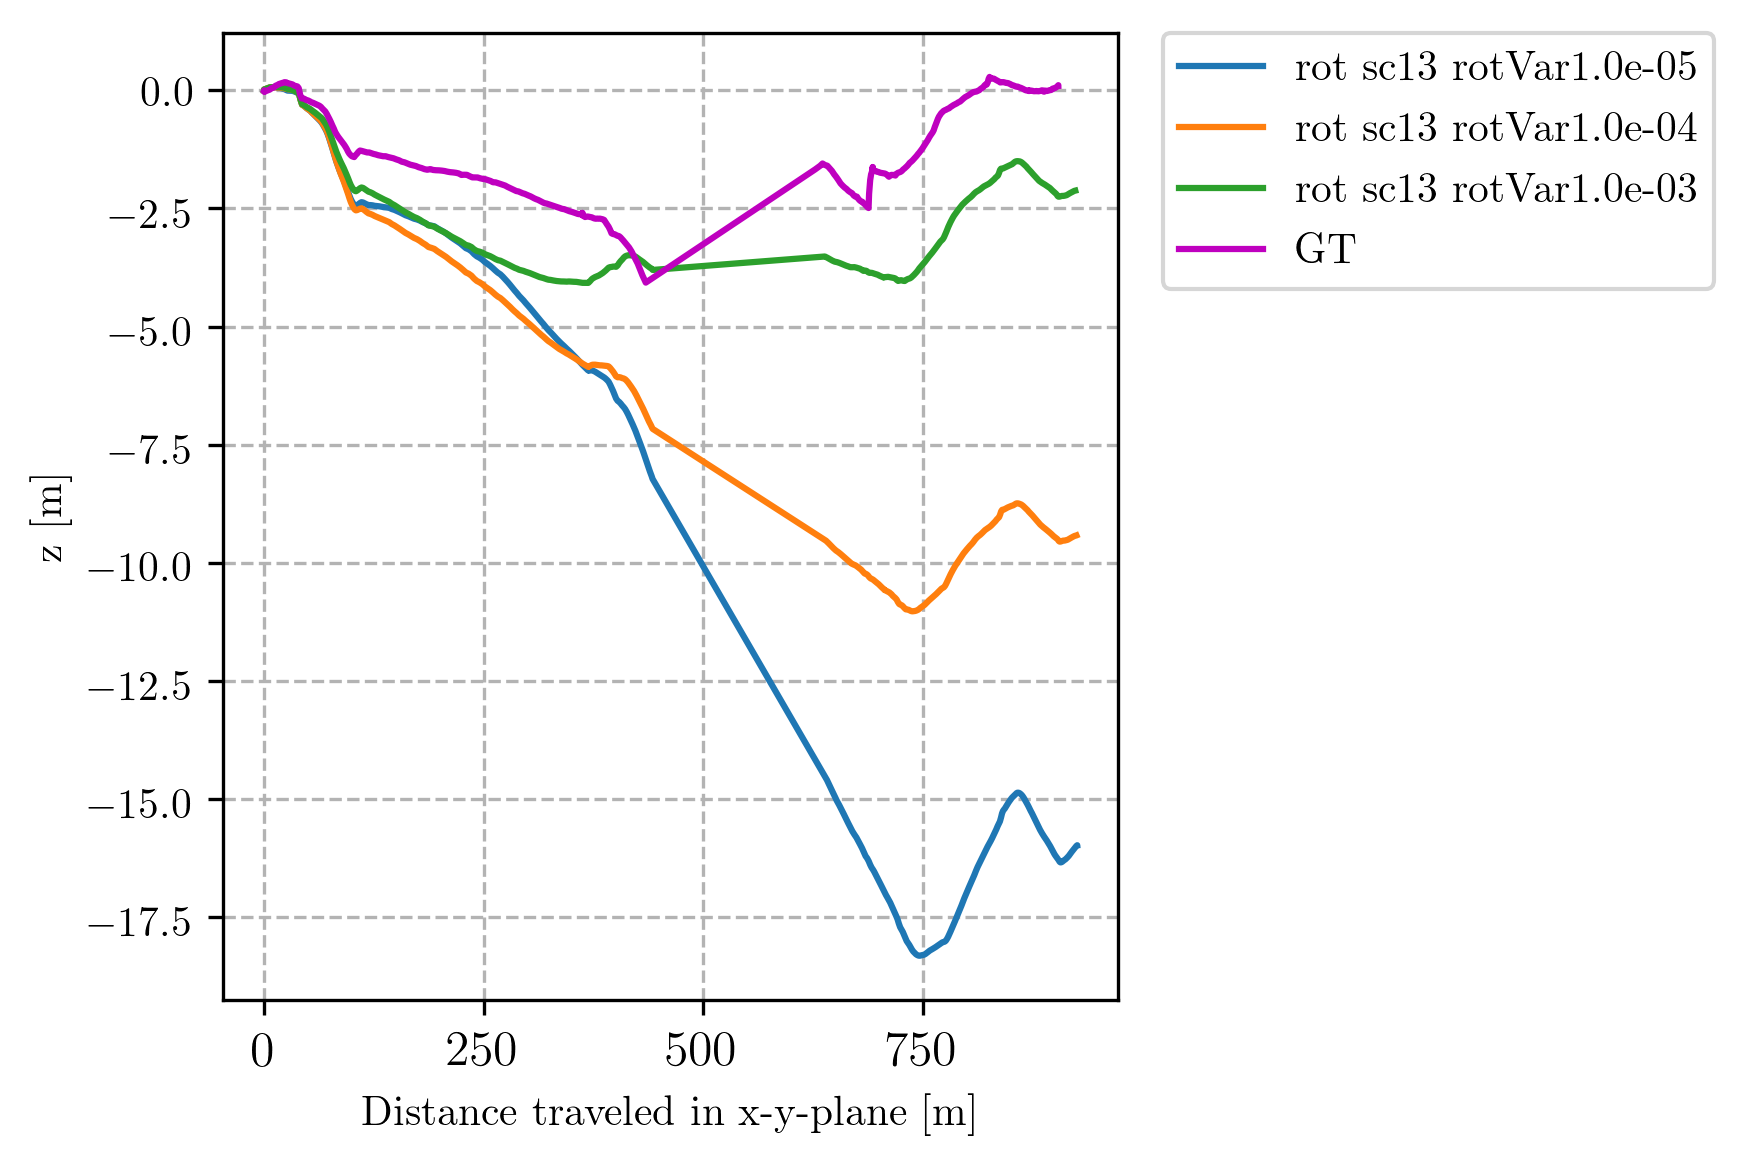 0.0
−2.5
−5.0
−7.5
−10.0
−12.5
−15.0
−17.5
z [m]
0 250 500 750
Distance traveled in x-y-plane [m]
rot sc13 rotVar1.0e-05
rot sc13 rotVar1.0e-04
rot sc13 rotVar1.0e-03
GT